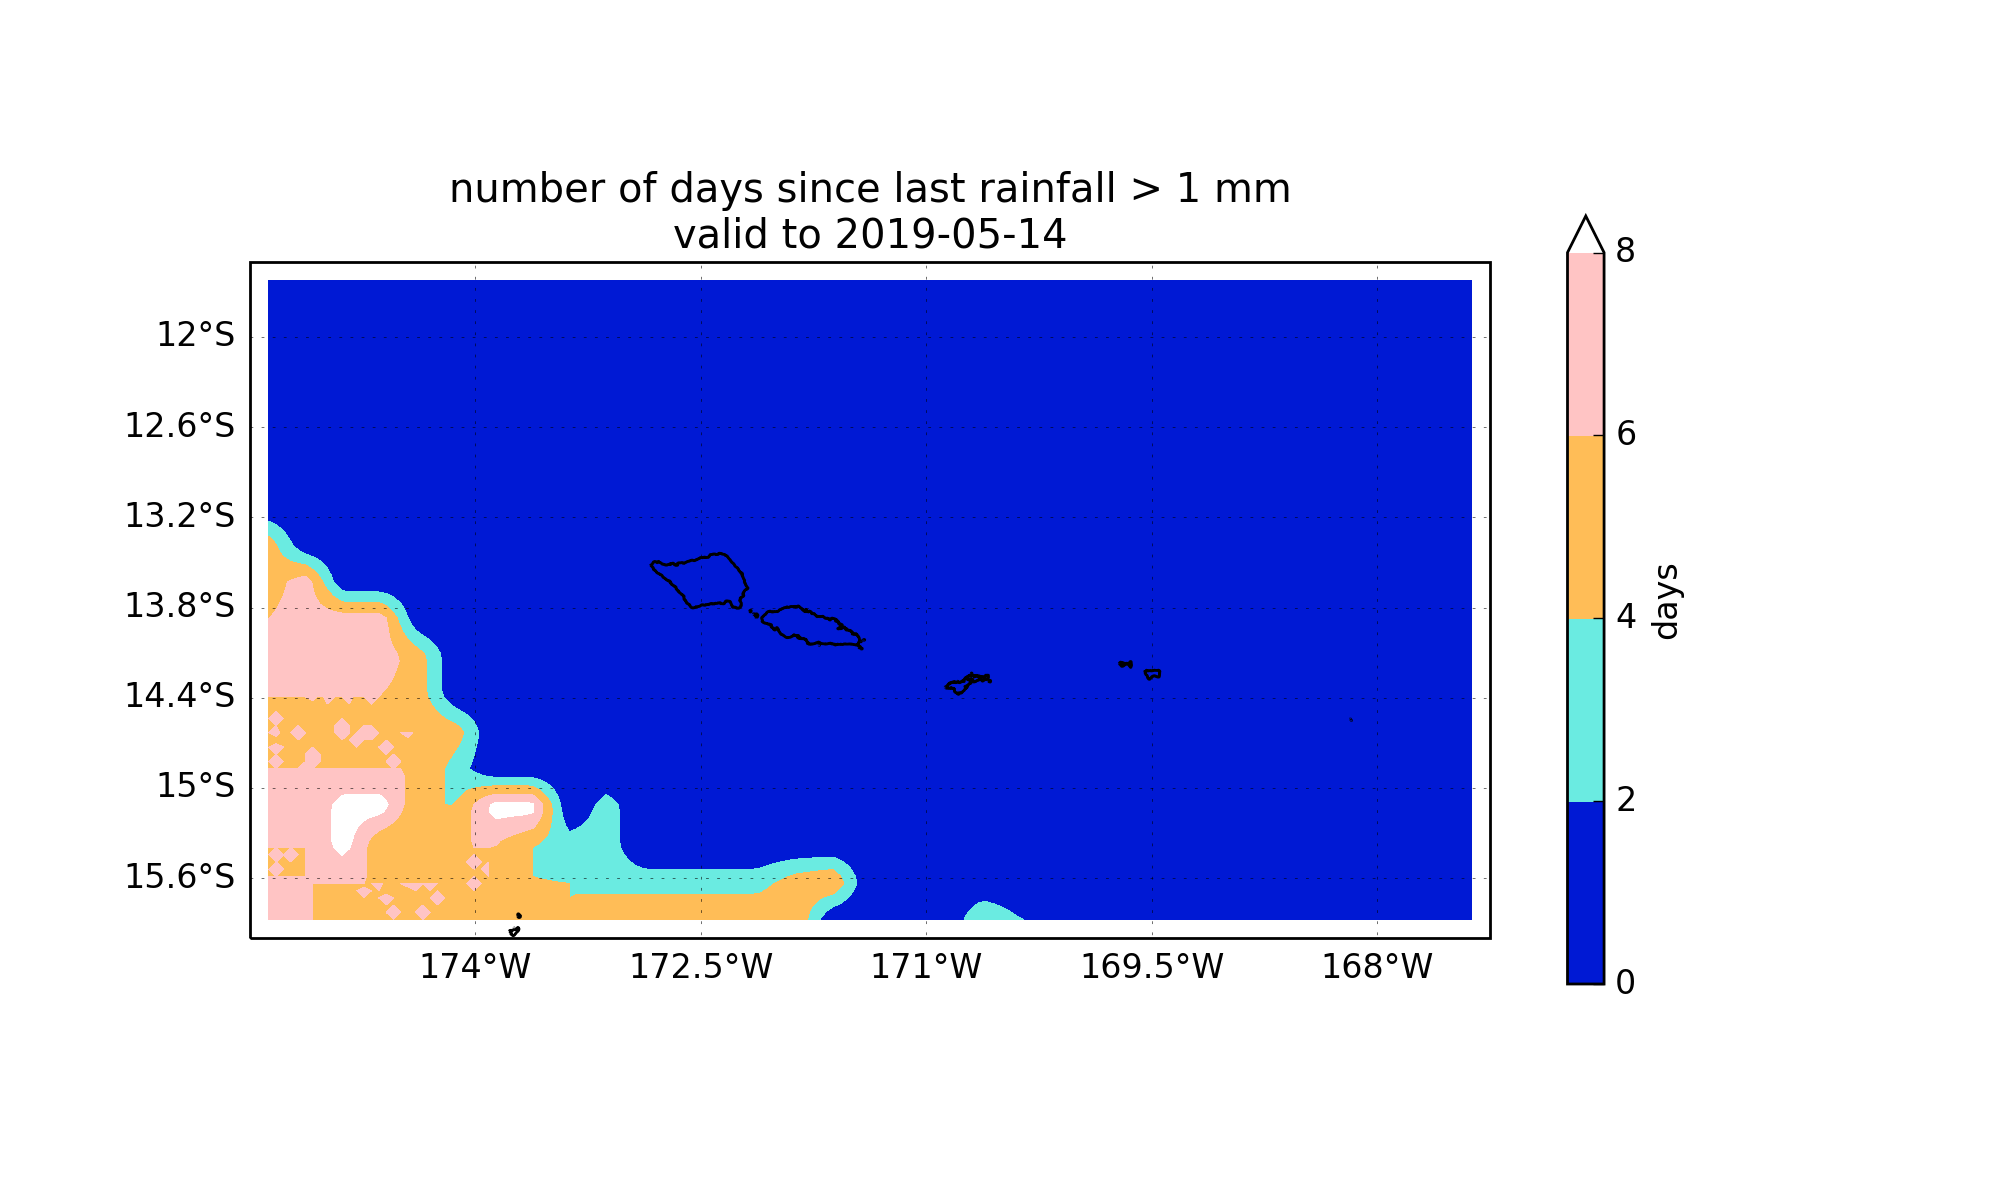 number of days since last rainfall > 1 mm
valid to 2019-05-14
12°S
12.6°S
13.2°S
13.8°S
14.4°S
15°S
15.6°S
174°W
172.5°W
171°W
169.5°W
168°W
8
6
4
2
0
days